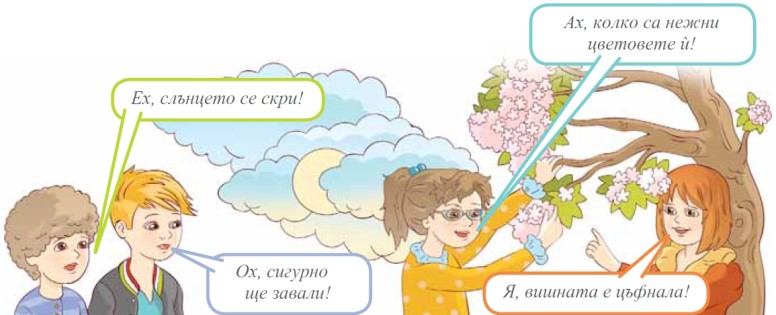 Ех, слънцето се скри!
Ох, сигурно
ще завали!
Ах, колко са нежни
цветовете ѝ!
Я, вишната е цъфнала!